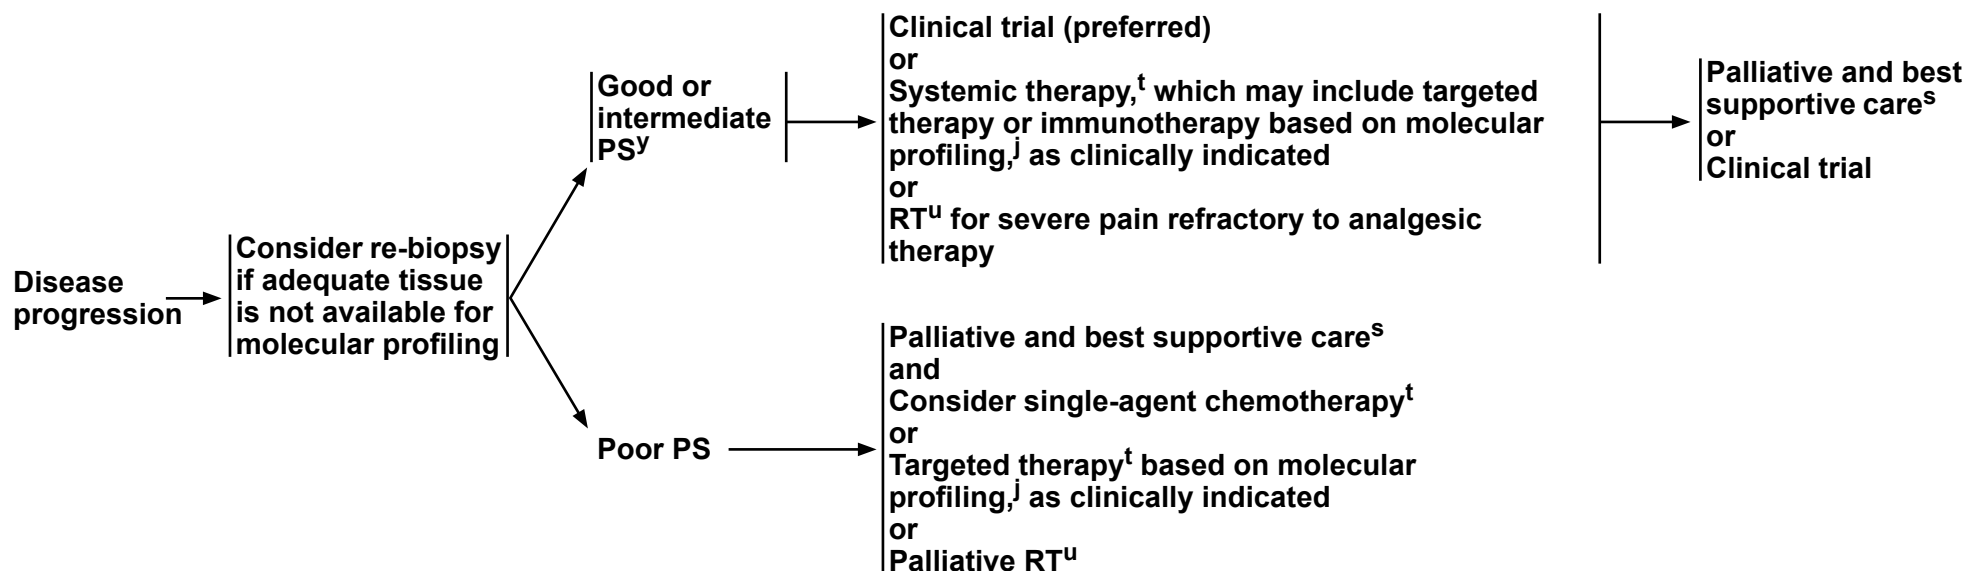 Disease
progression
Consider re-biopsy
if adequate tissue
is not available for
molecular profiling
Good or
intermediate
PSʸ
Clinical trial (preferred)
or
Systemic therapy,ᵗ which may include targeted
therapy or immunotherapy based on molecular
profiling,ʲ as clinically indicated
or
RTᵘ for severe pain refractory to analgesic
therapy
Palliative and best
supportive careˢ
or
Clinical trial
Poor PS
Palliative and best supportive careˢ
and
Consider single-agent chemotherapyᵗ
or
Targeted therapyᵗ based on molecular
profiling,ʲ as clinically indicated
or
Palliative RTᵘ